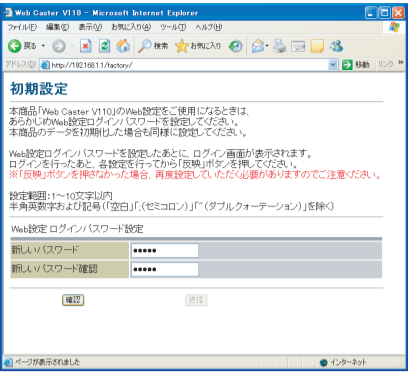 Web Caster V110 - Microsoft Internet Explorer
ファイル(F) 編集(E) 表示(V) お気に入り(A) ツール(T) ヘルプ(H)
戻る 検索 お気に入り
アドレス(D) http://192.168.1.1/factory/ 移動 リンク »
初期設定
本商品「Web Caster V110」のWeb設定をご使用になるときは、
あらかじめWeb設定ログインパスワードを設定してください。
本商品のデータを初期化した場合も同様に設定してください。
Web設定ログインパスワードを設定したあとに、ログイン画面が表示されます。
ログインを行ったあと、各設定を行ってから「反映」ボタンを押してください。
※「反映」ボタンを押さなかった場合、再度設定していただく必要がありますのでご注意ください。
設定範囲:1~10文字以内
半角英数字および記号(「空白」「;(セミコロン)」「"(ダブルクォーテーション)」を除く)
Web設定 ログインパスワード設定
新しいパスワード •••••
新しいパスワード確認 •••••
確認 送信
ページが表示されました インターネット